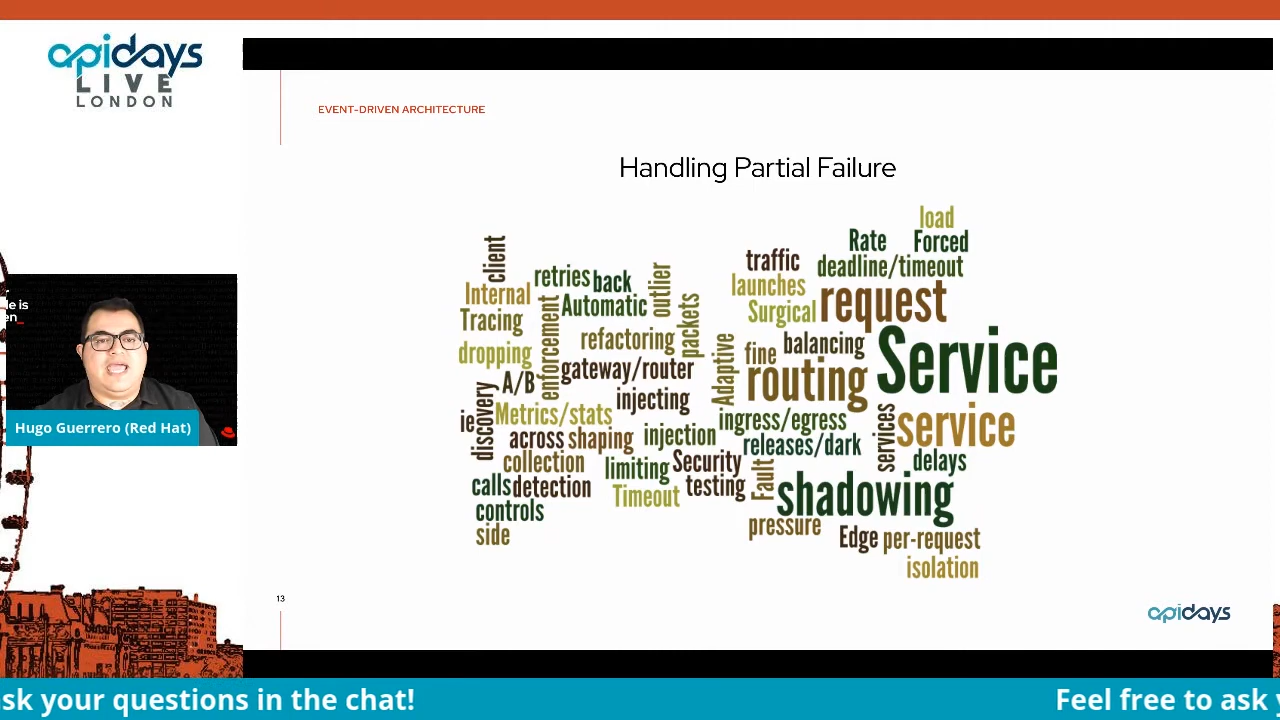 apidays
LIVE
LONDON
EVENT-DRIVEN ARCHITECTURE
Handling Partial Failure
load
Rate
Forced
client
traffic
deadline/timeout
retries
back
outlier
launches
Internal
Automatic
Surgical
request
Tracing
enforcement
packets
refactoring
Adaptive
fine
balancing
Service
dropping
A/B
gateway/router
routing
discovery
injecting
ie
Metrics/stats
ingress/egress
services
service
across
shaping
injection
releases/dark
collection
limiting
Security
Fault
delays
calls
detection
Timeout
testing
shadowing
controls
pressure
side
Edge
per-request
isolation
e is
en_
Hugo Guerrero (Red Hat)
13
apidays
sk your questions in the chat!
Feel free to ask